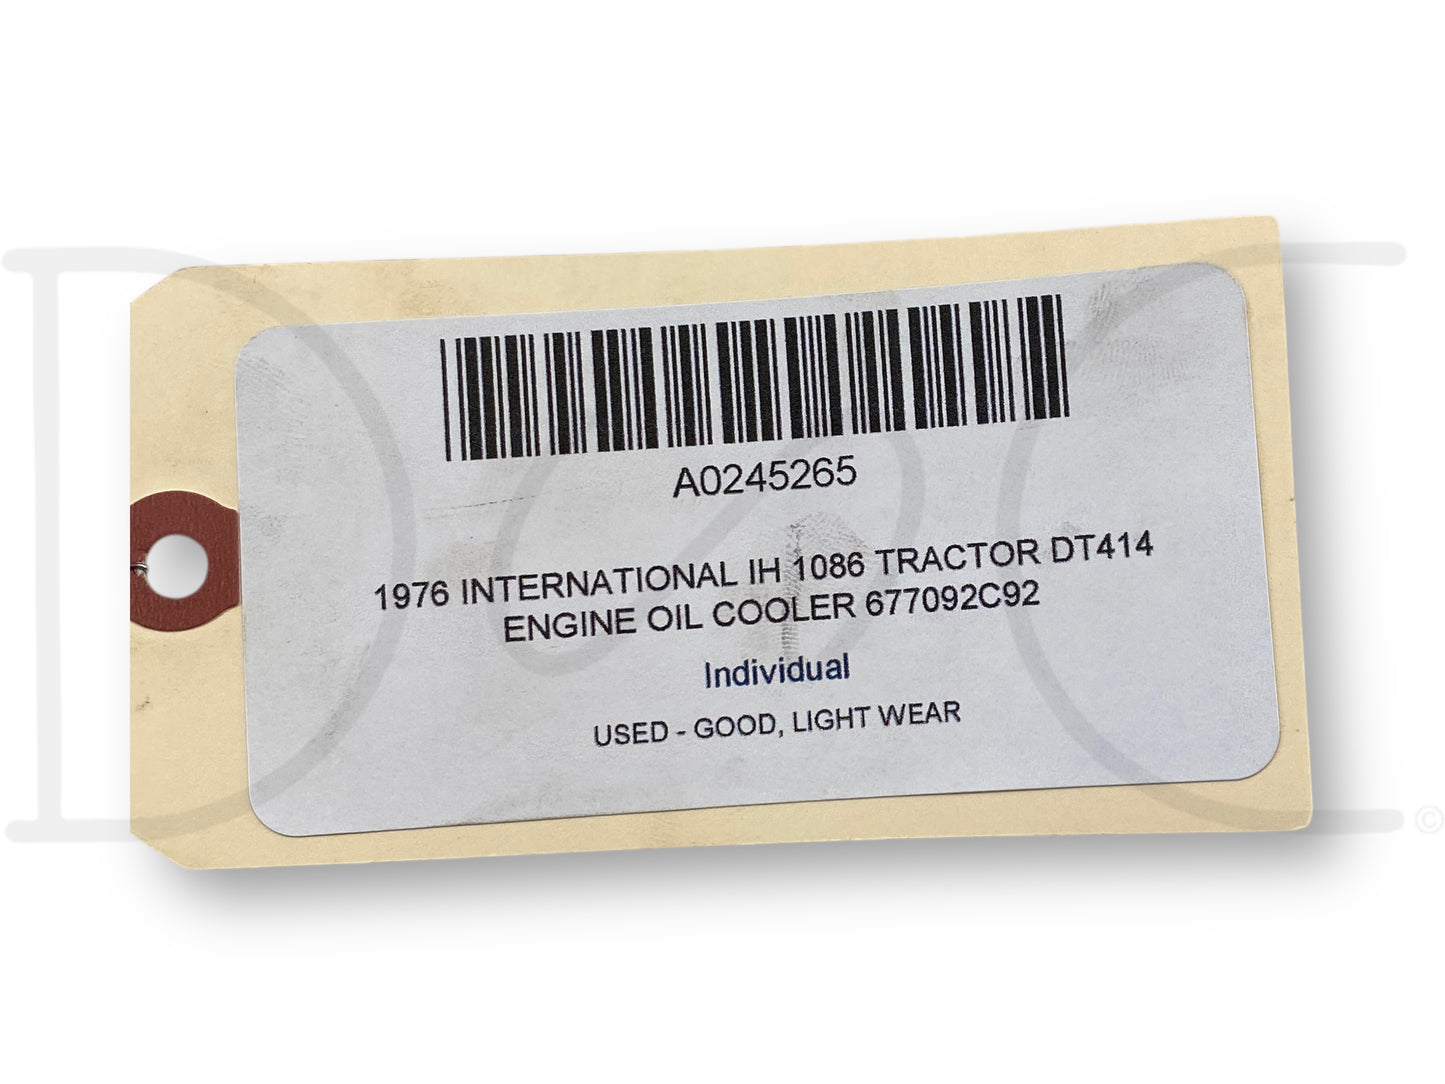 A0245265
1976 INTERNATIONAL IH 1086 TRACTOR DT414
ENGINE OIL COOLER 677092C92
Individual
USED - GOOD, LIGHT WEAR
D&C
©